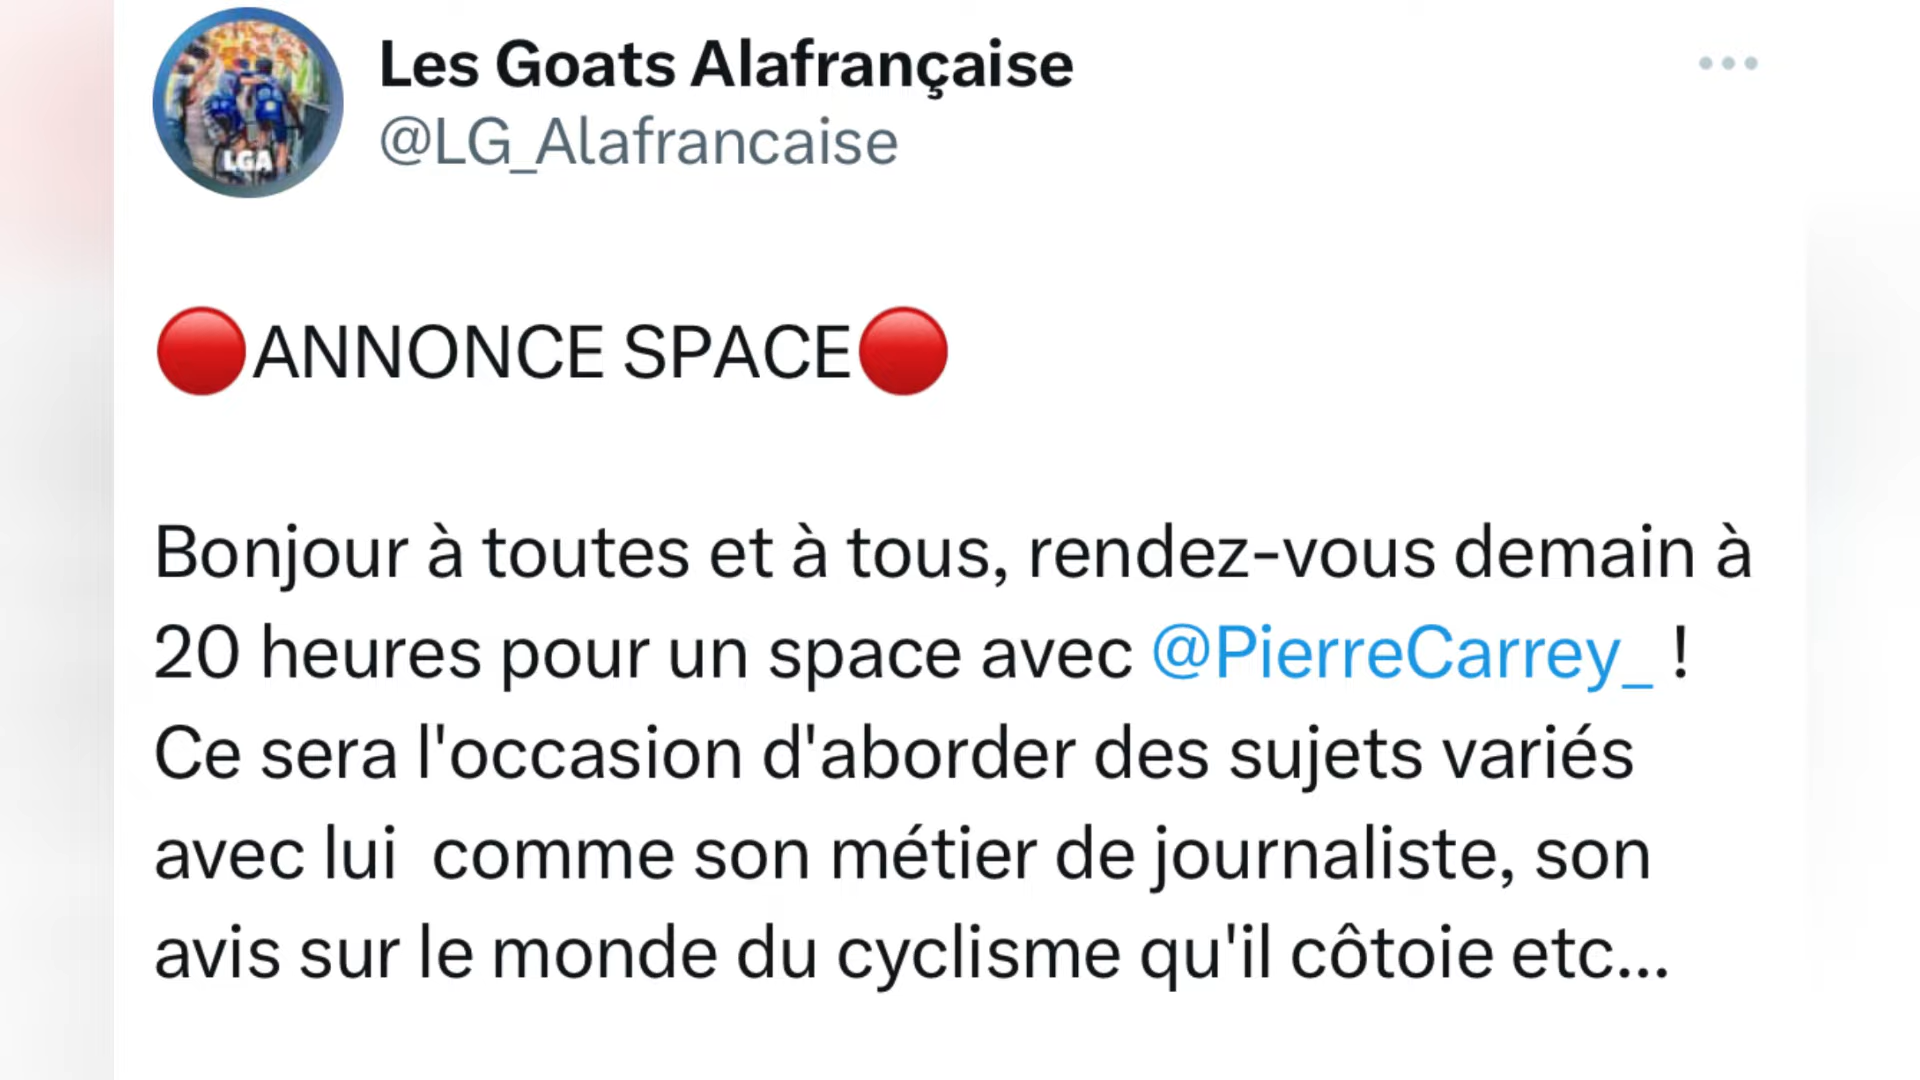 Les Goats Alafrançaise
@LG_Alafrancaise
LGA
🔴ANNONCE SPACE🔴
Bonjour à toutes et à tous, rendez-vous demain à
20 heures pour un space avec @PierreCarrey_ !
Ce sera l'occasion d'aborder des sujets variés
avec lui  comme son métier de journaliste, son
avis sur le monde du cyclisme qu'il côtoie etc...